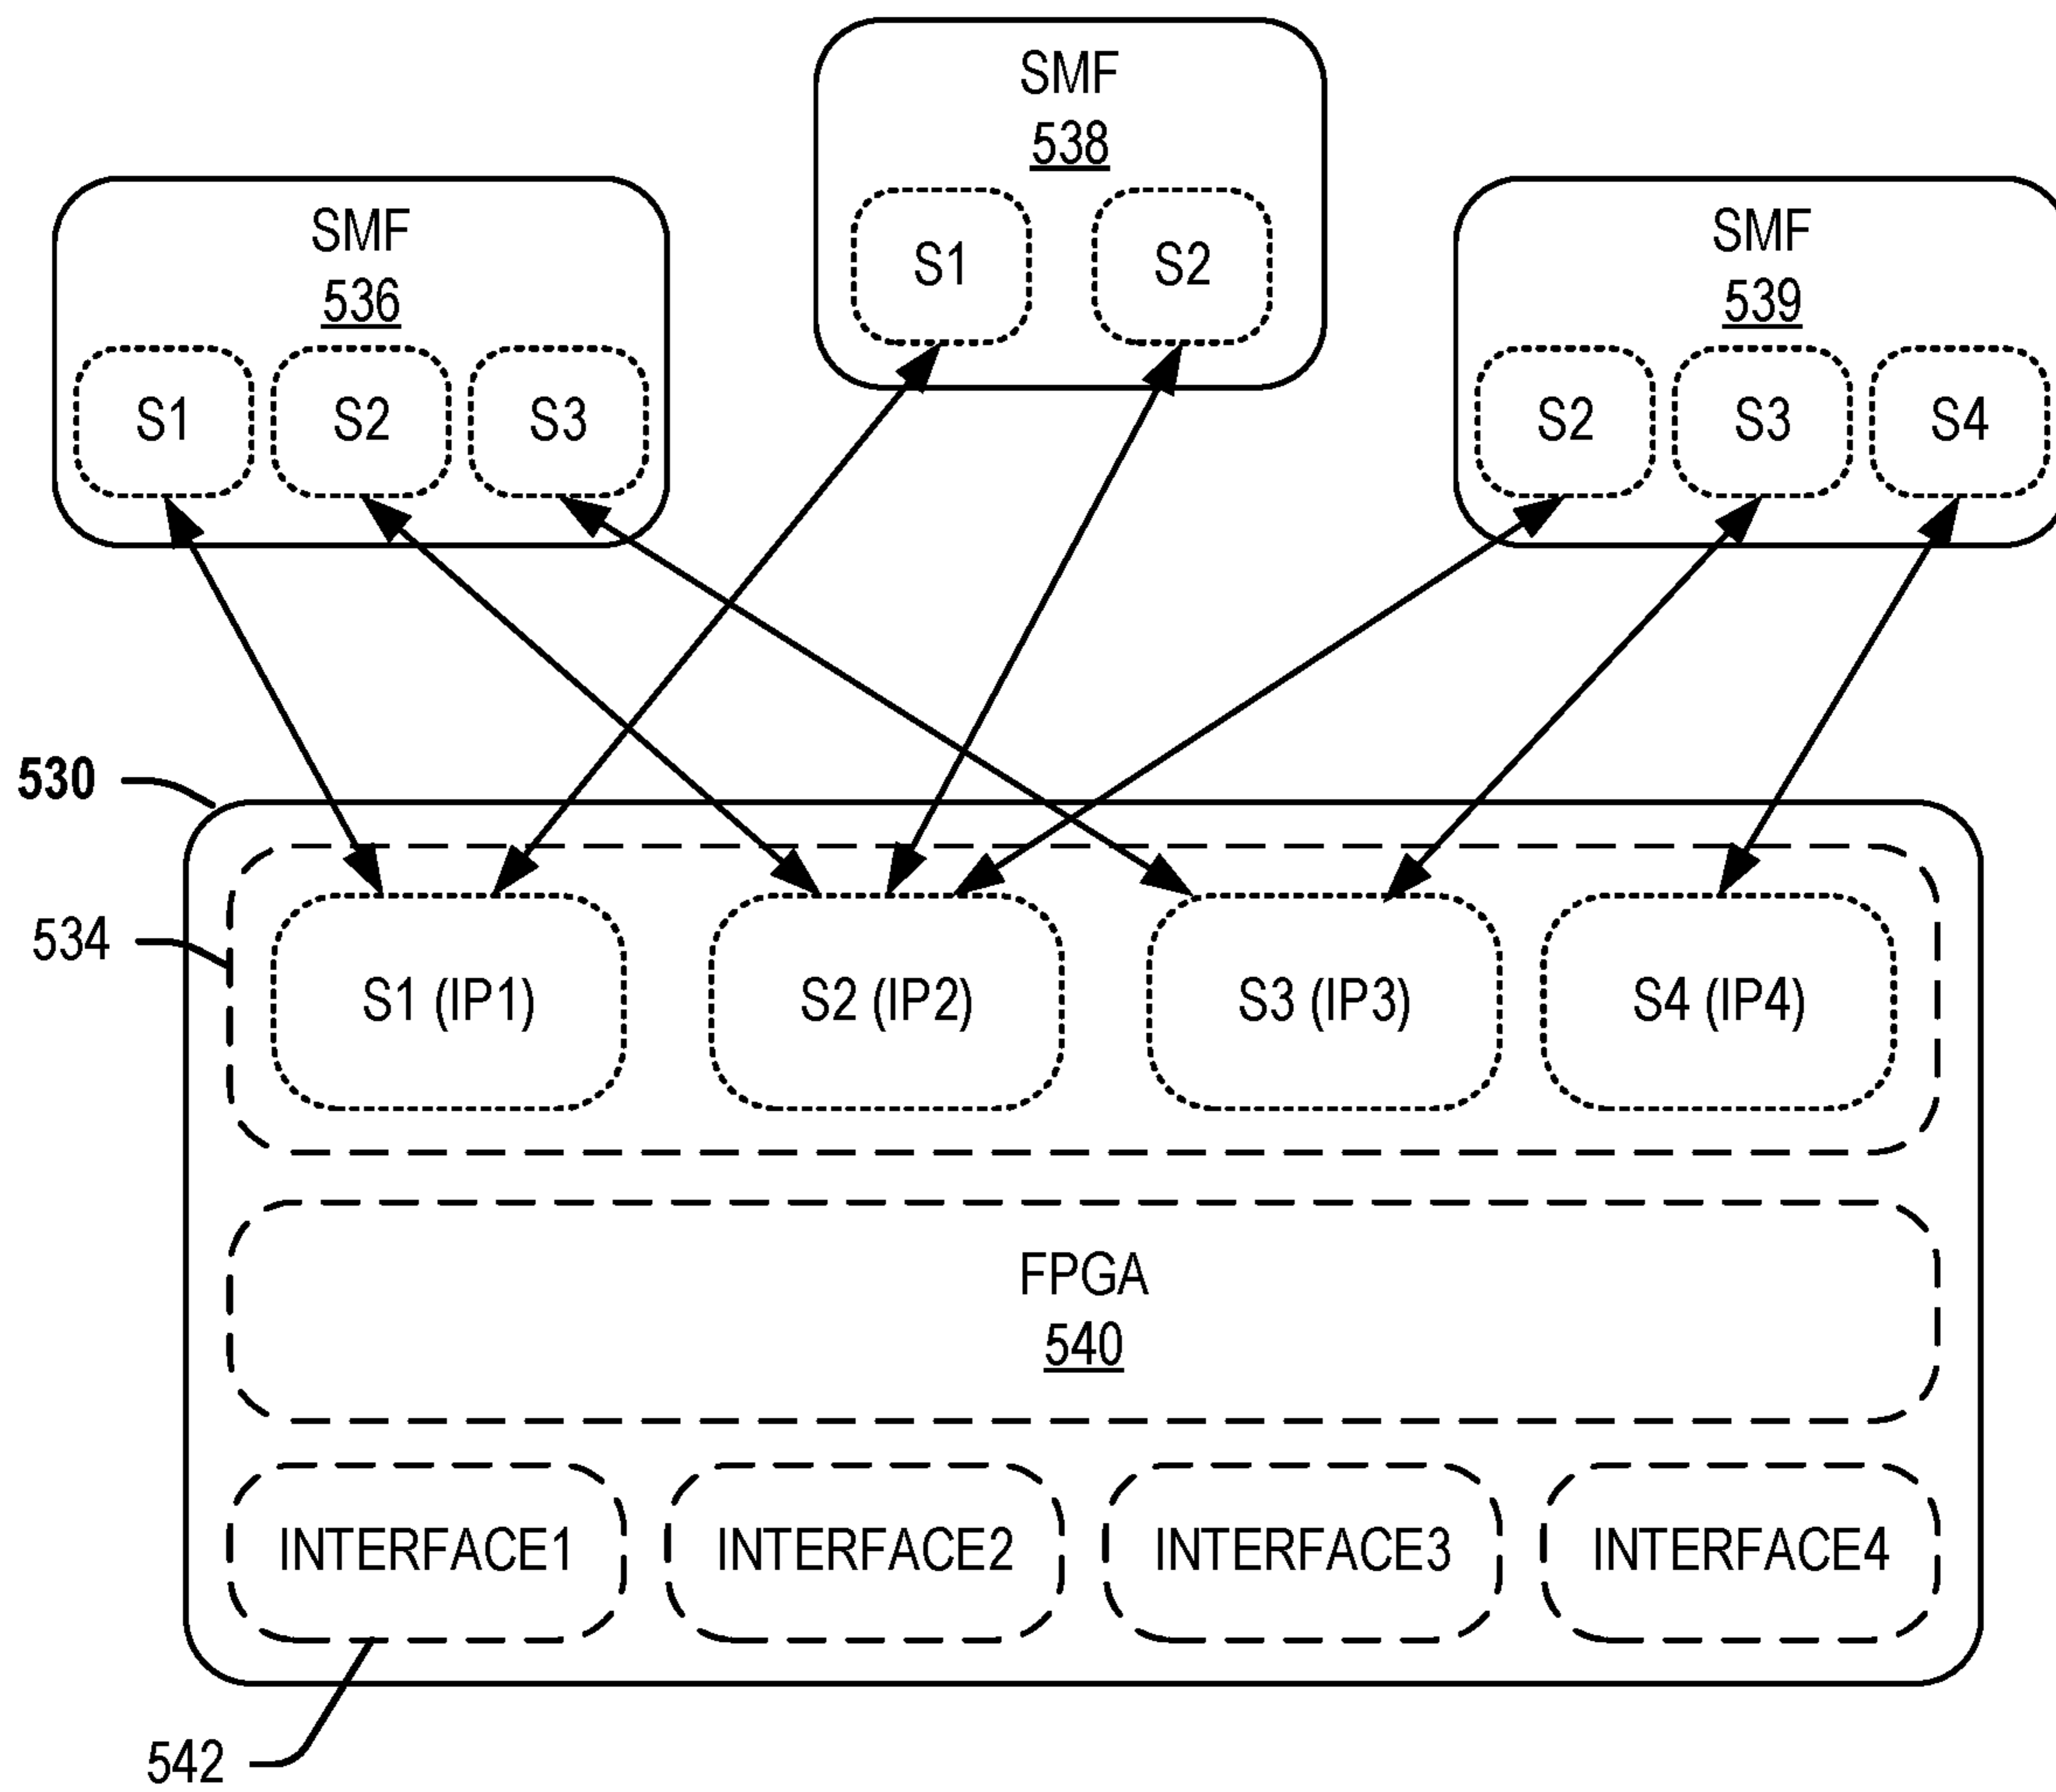 SMF
538
S1 S2
SMF
536
S1 S2 S3
SMF
539
S2 S3 S4
530
534
S1 (IP1) S2 (IP2) S3 (IP3) S4 (IP4)
FPGA
540
INTERFACE1 INTERFACE2 INTERFACE3 INTERFACE4
542